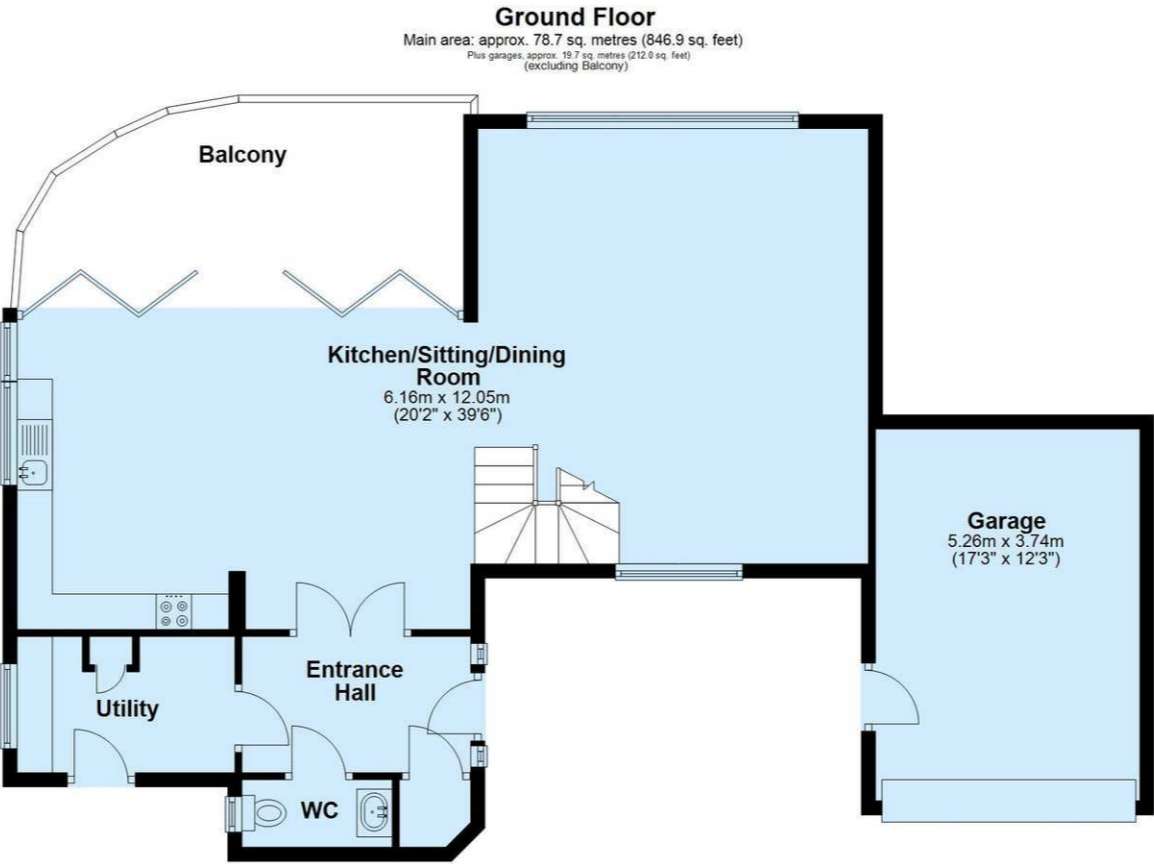 Ground Floor
Main area: approx. 78.7 sq. metres (846.9 sq. feet)
Plus garages, approx. 19.7 sq. metres (212.0 sq. feet)
(excluding Balcony)
Balcony
Kitchen/Sitting/Dining
Room
6.16m x 12.05m
(20'2" x 39'6")
Garage
5.26m x 3.74m
(17'3" x 12'3")
Entrance
Hall
Utility
WC